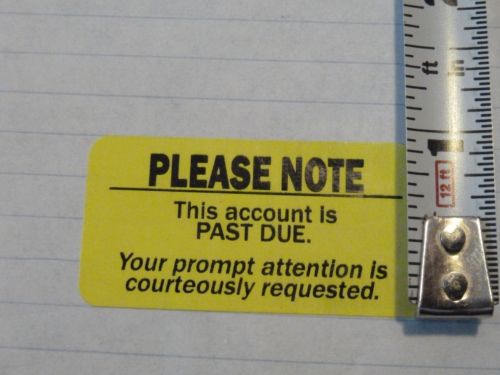 PLEASE NOTE
This account is
PAST DUE.
Your prompt attention is
courteously requested.
ft
in
1
12 ft